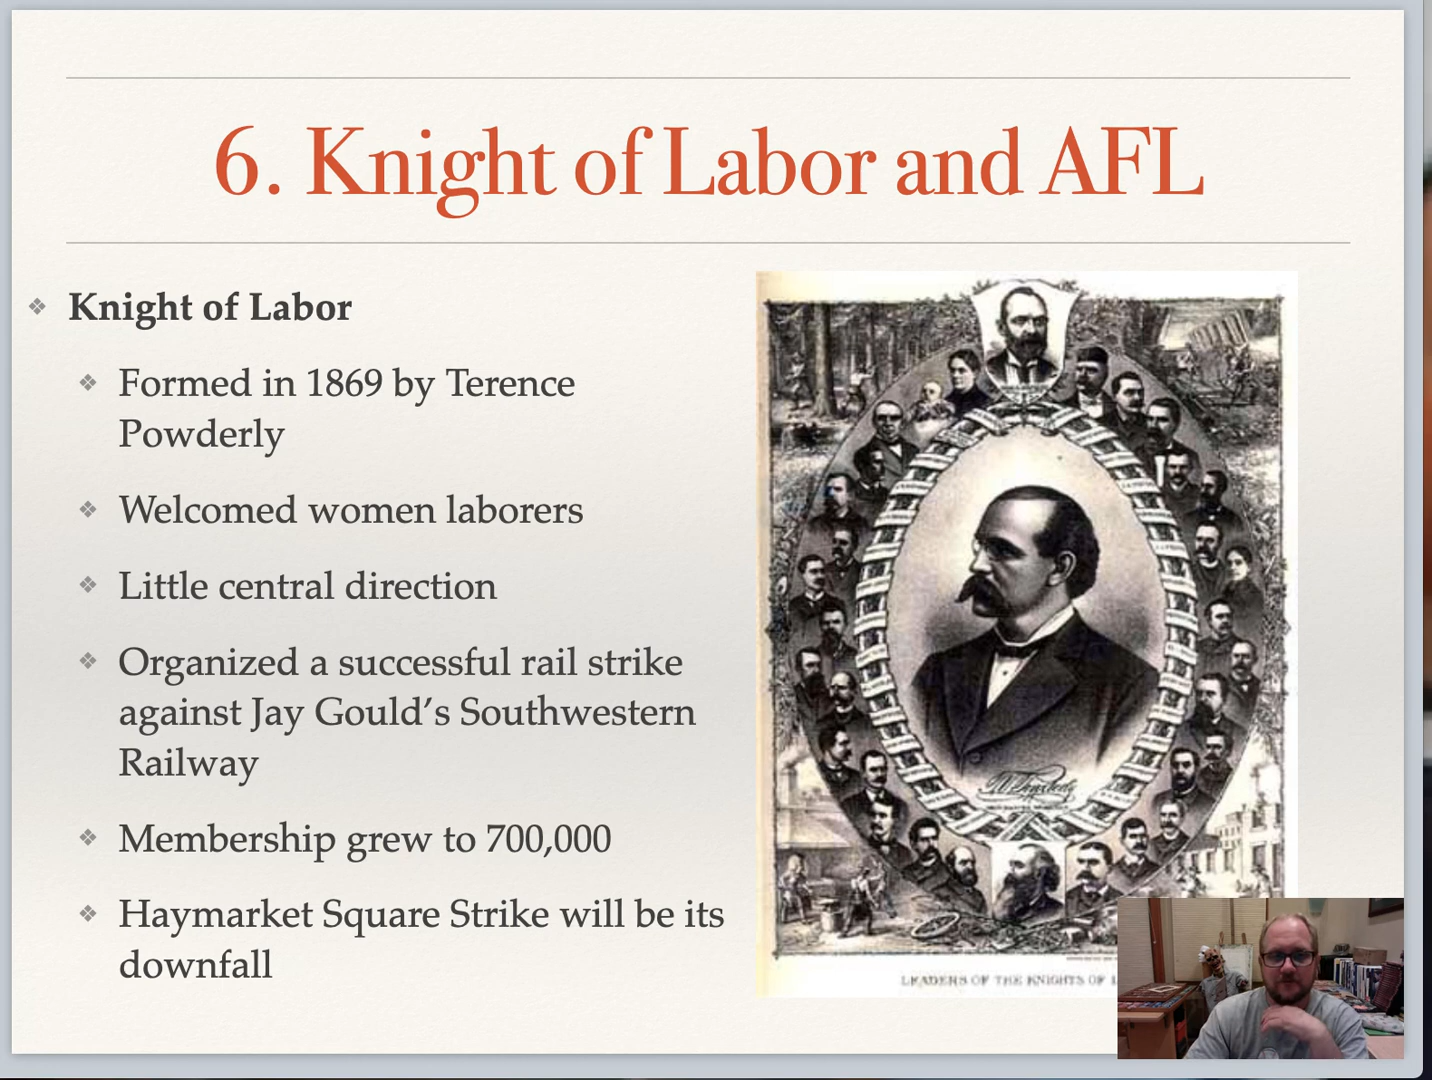 6. Knight of Labor and AFL
Knight of Labor
Formed in 1869 by Terence
Powderly
Welcomed women laborers
Little central direction
Organized a successful rail strike
against Jay Gould's Southwestern
Railway
Membership grew to 700,000
Haymarket Square Strike will be its
downfall
LEADERS OF THE KNIGHTS OF